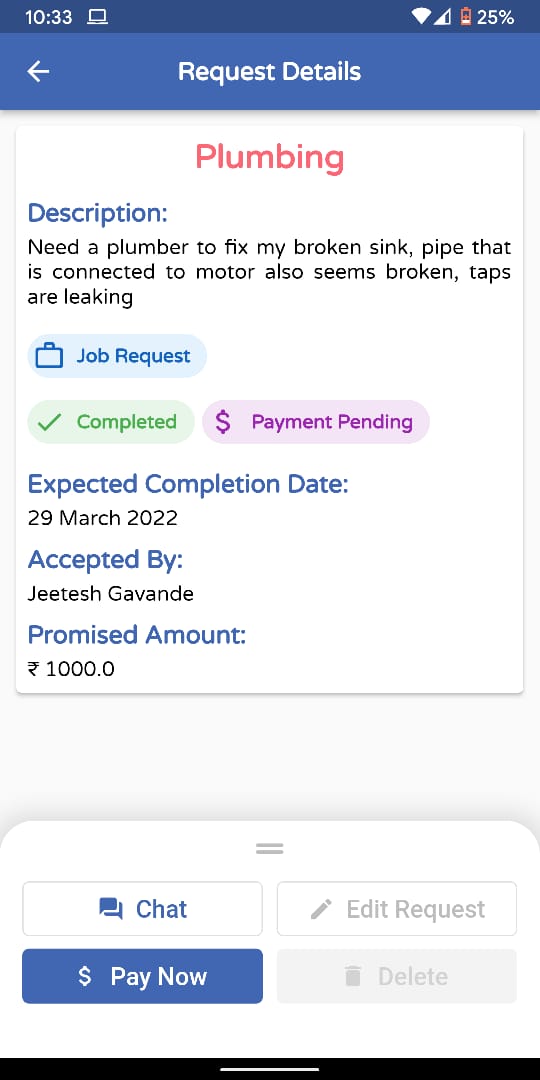 10:33
25%
Request Details
Plumbing
Description:
Need a plumber to fix my broken sink, pipe that
is connected to motor also seems broken, taps
are leaking
Job Request
Completed
$ Payment Pending
Expected Completion Date:
29 March 2022
Accepted By:
Jeetesh Gavande
Promised Amount:
₹ 1000.0
Chat
Edit Request
$ Pay Now
Delete